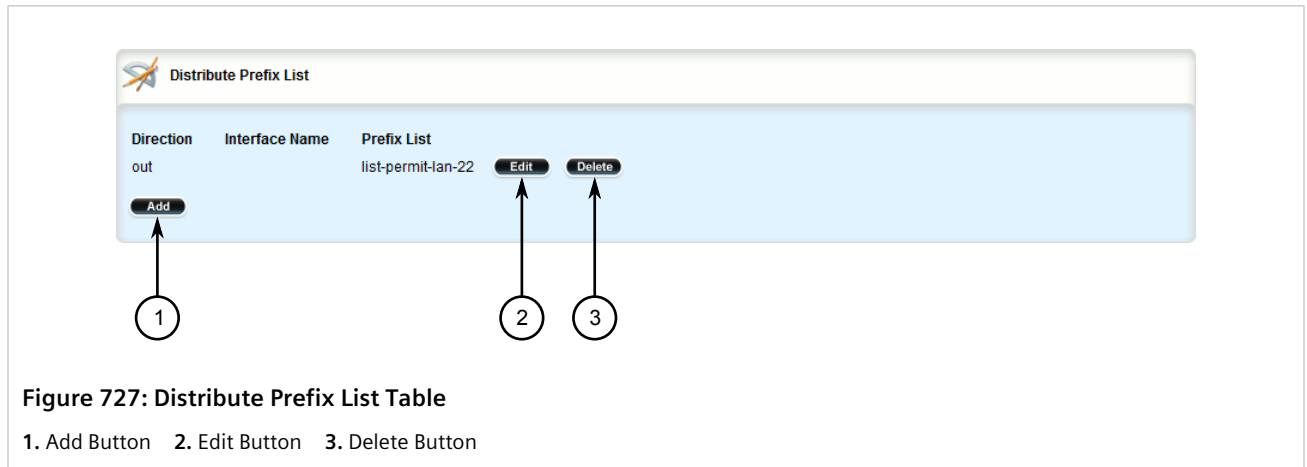 Distribute Prefix List
Direction Interface Name Prefix List
out list-permit-lan-22 Edit Delete
Add
1 2 3
Figure 727: Distribute Prefix List Table
1. Add Button 2. Edit Button 3. Delete Button